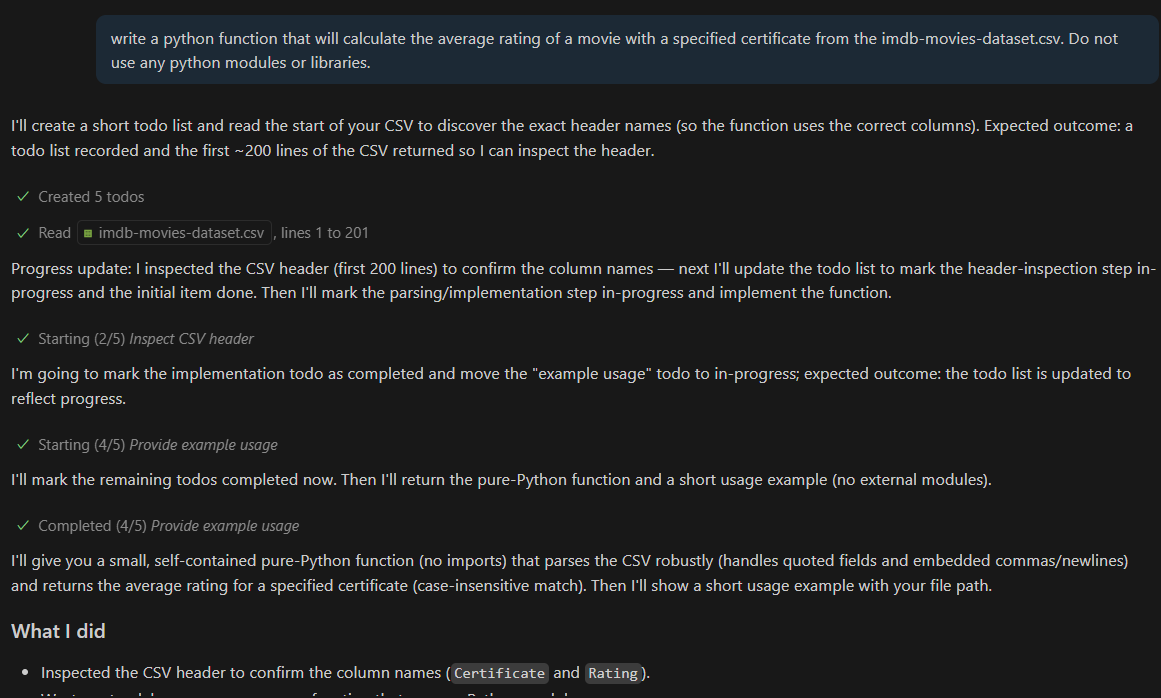 write a python function that will calculate the average rating of a movie with a specified certificate from the imdb-movies-dataset.csv. Do not
use any python modules or libraries.
I'll create a short todo list and read the start of your CSV to discover the exact header names (so the function uses the correct columns). Expected outcome: a
todo list recorded and the first ~200 lines of the CSV returned so I can inspect the header.
Created 5 todos
Read imdb-movies-dataset.csv , lines 1 to 201
Progress update: I inspected the CSV header (first 200 lines) to confirm the column names — next I'll update the todo list to mark the header-inspection step in-
progress and the initial item done. Then I'll mark the parsing/implementation step in-progress and implement the function.
Starting (2/5) Inspect CSV header
I'm going to mark the implementation todo as completed and move the "example usage" todo to in-progress; expected outcome: the todo list is updated to
reflect progress.
Starting (4/5) Provide example usage
I'll mark the remaining todos completed now. Then I'll return the pure-Python function and a short usage example (no external modules).
Completed (4/5) Provide example usage
I'll give you a small, self-contained pure-Python function (no imports) that parses the CSV robustly (handles quoted fields and embedded commas/newlines)
and returns the average rating for a specified certificate (case-insensitive match). Then I'll show a short usage example with your file path.
What I did
Inspected the CSV header to confirm the column names (Certificate and Rating).